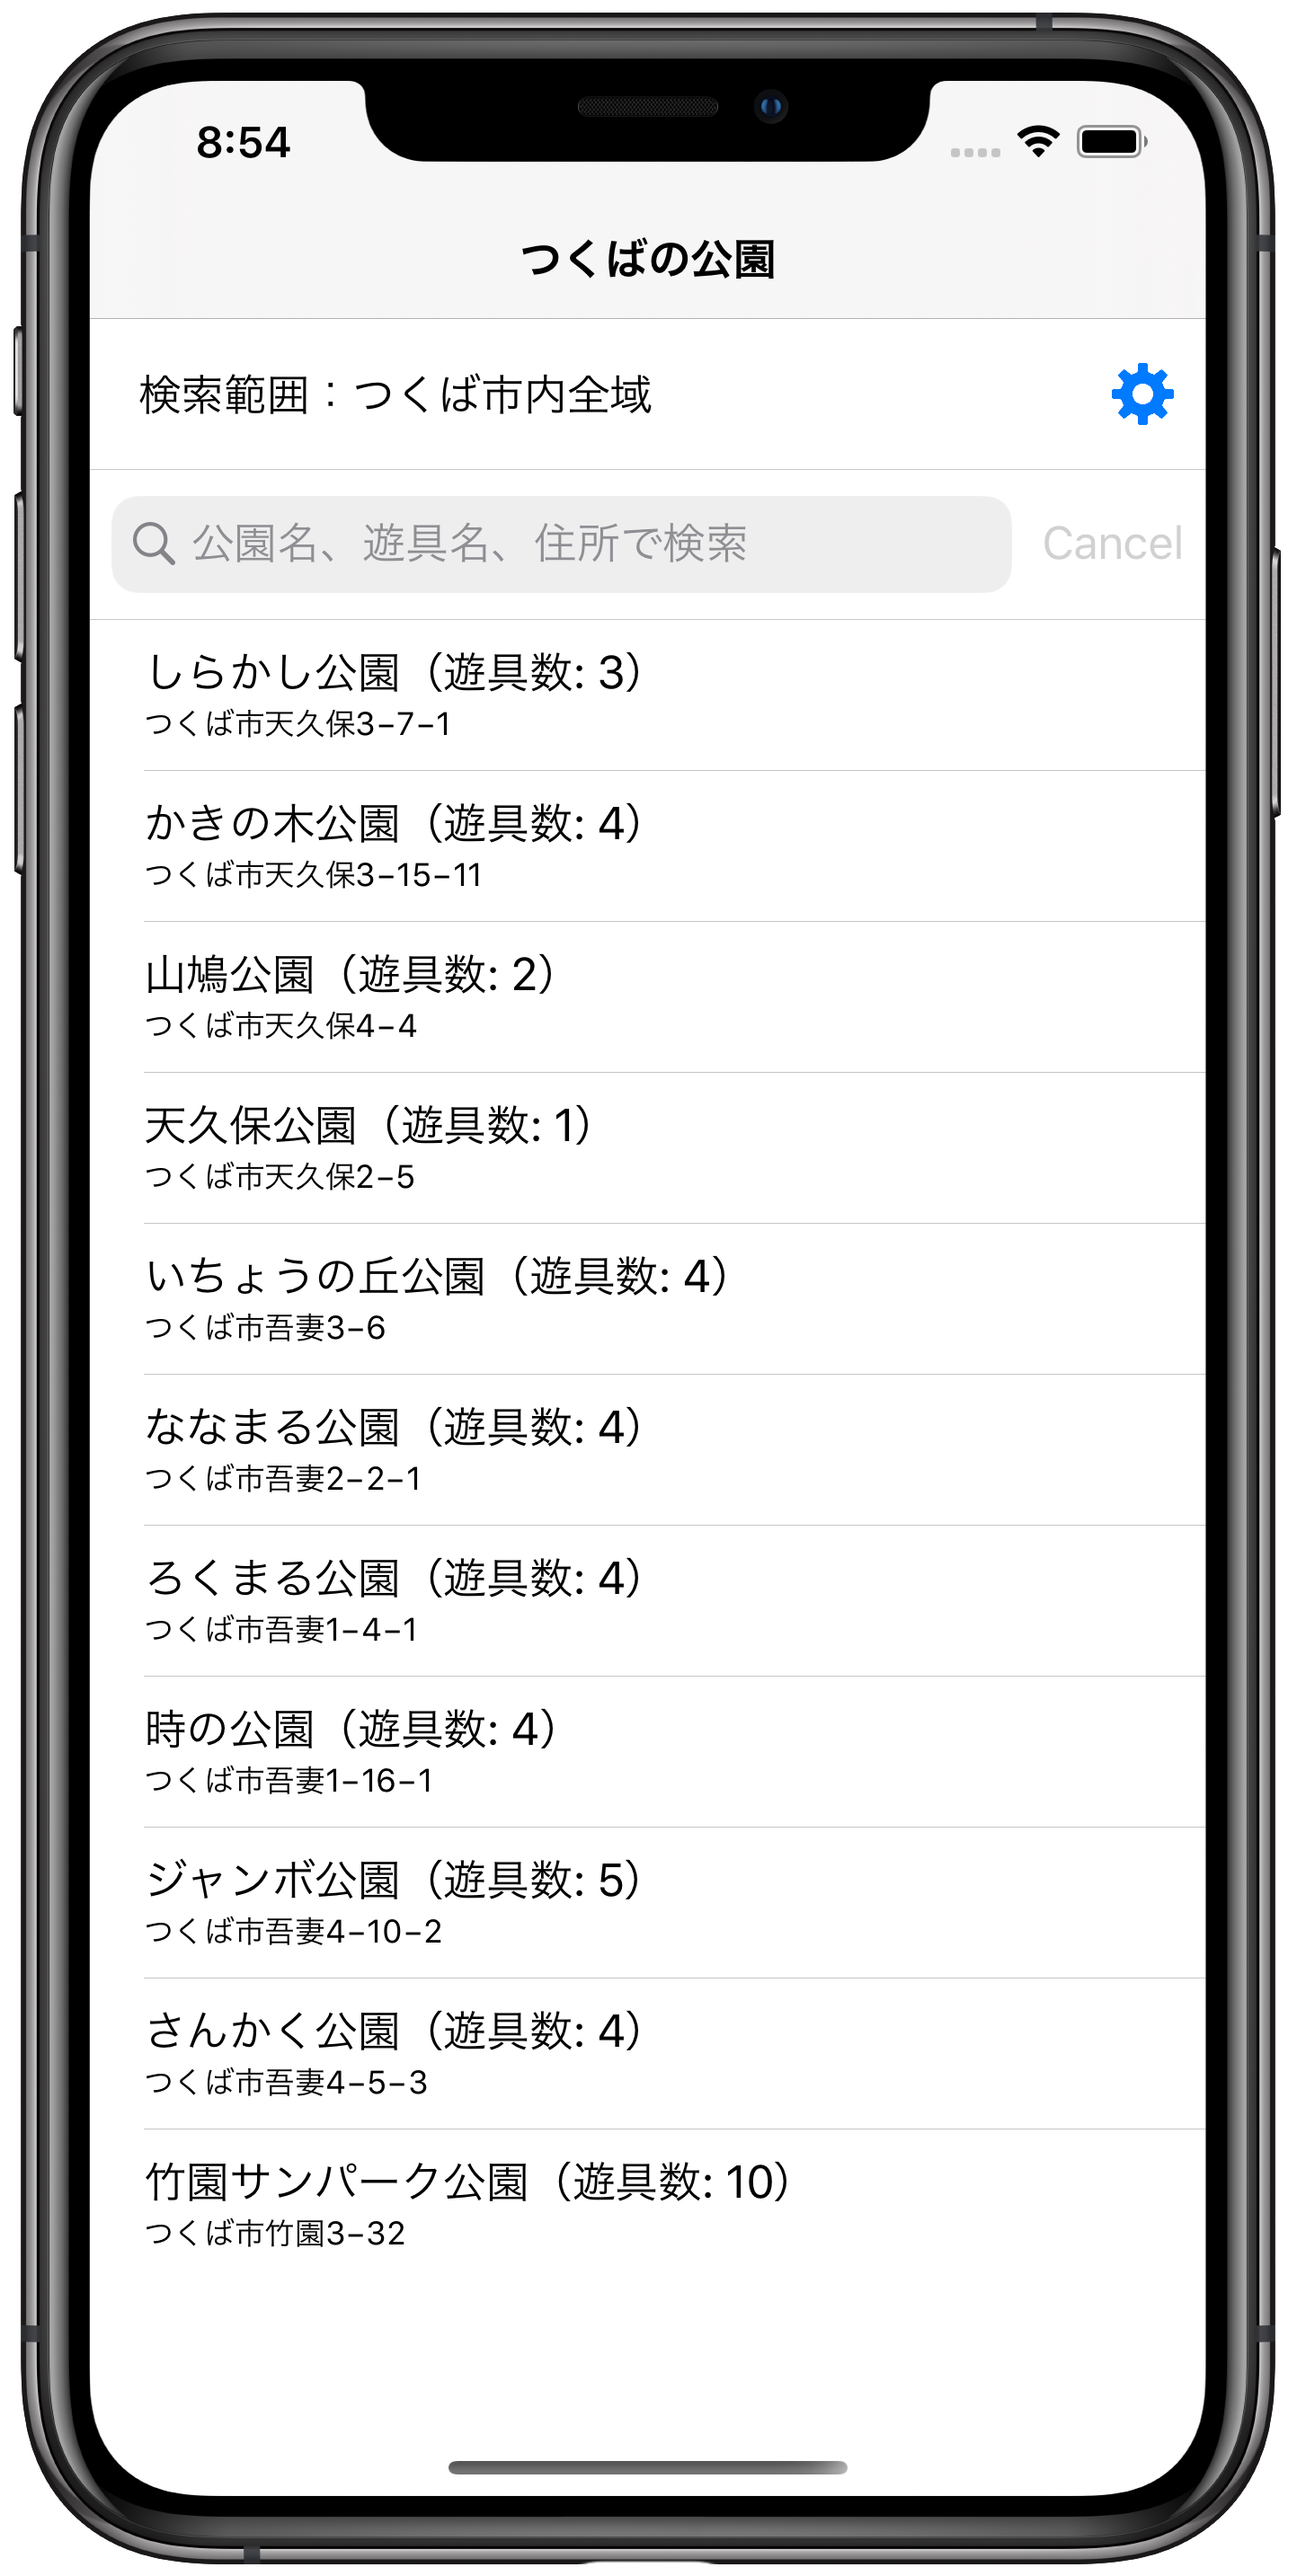 8:54
つくばの公園
検索範囲：つくば市内全域
公園名、遊具名、住所で検索
Cancel
しらかし公園（遊具数: 3）
つくば市天久保3−7−1
かきの木公園（遊具数: 4）
つくば市天久保3−15−11
山鳩公園（遊具数: 2）
つくば市天久保4−4
天久保公園（遊具数: 1）
つくば市天久保2−5
いちょうの丘公園（遊具数: 4）
つくば市吾妻3−6
ななまる公園（遊具数: 4）
つくば市吾妻2−2−1
ろくまる公園（遊具数: 4）
つくば市吾妻1−4−1
時の公園（遊具数: 4）
つくば市吾妻1−16−1
ジャンボ公園（遊具数: 5）
つくば市吾妻4−10−2
さんかく公園（遊具数: 4）
つくば市吾妻4−5−3
竹園サンパーク公園（遊具数: 10）
つくば市竹園3−32